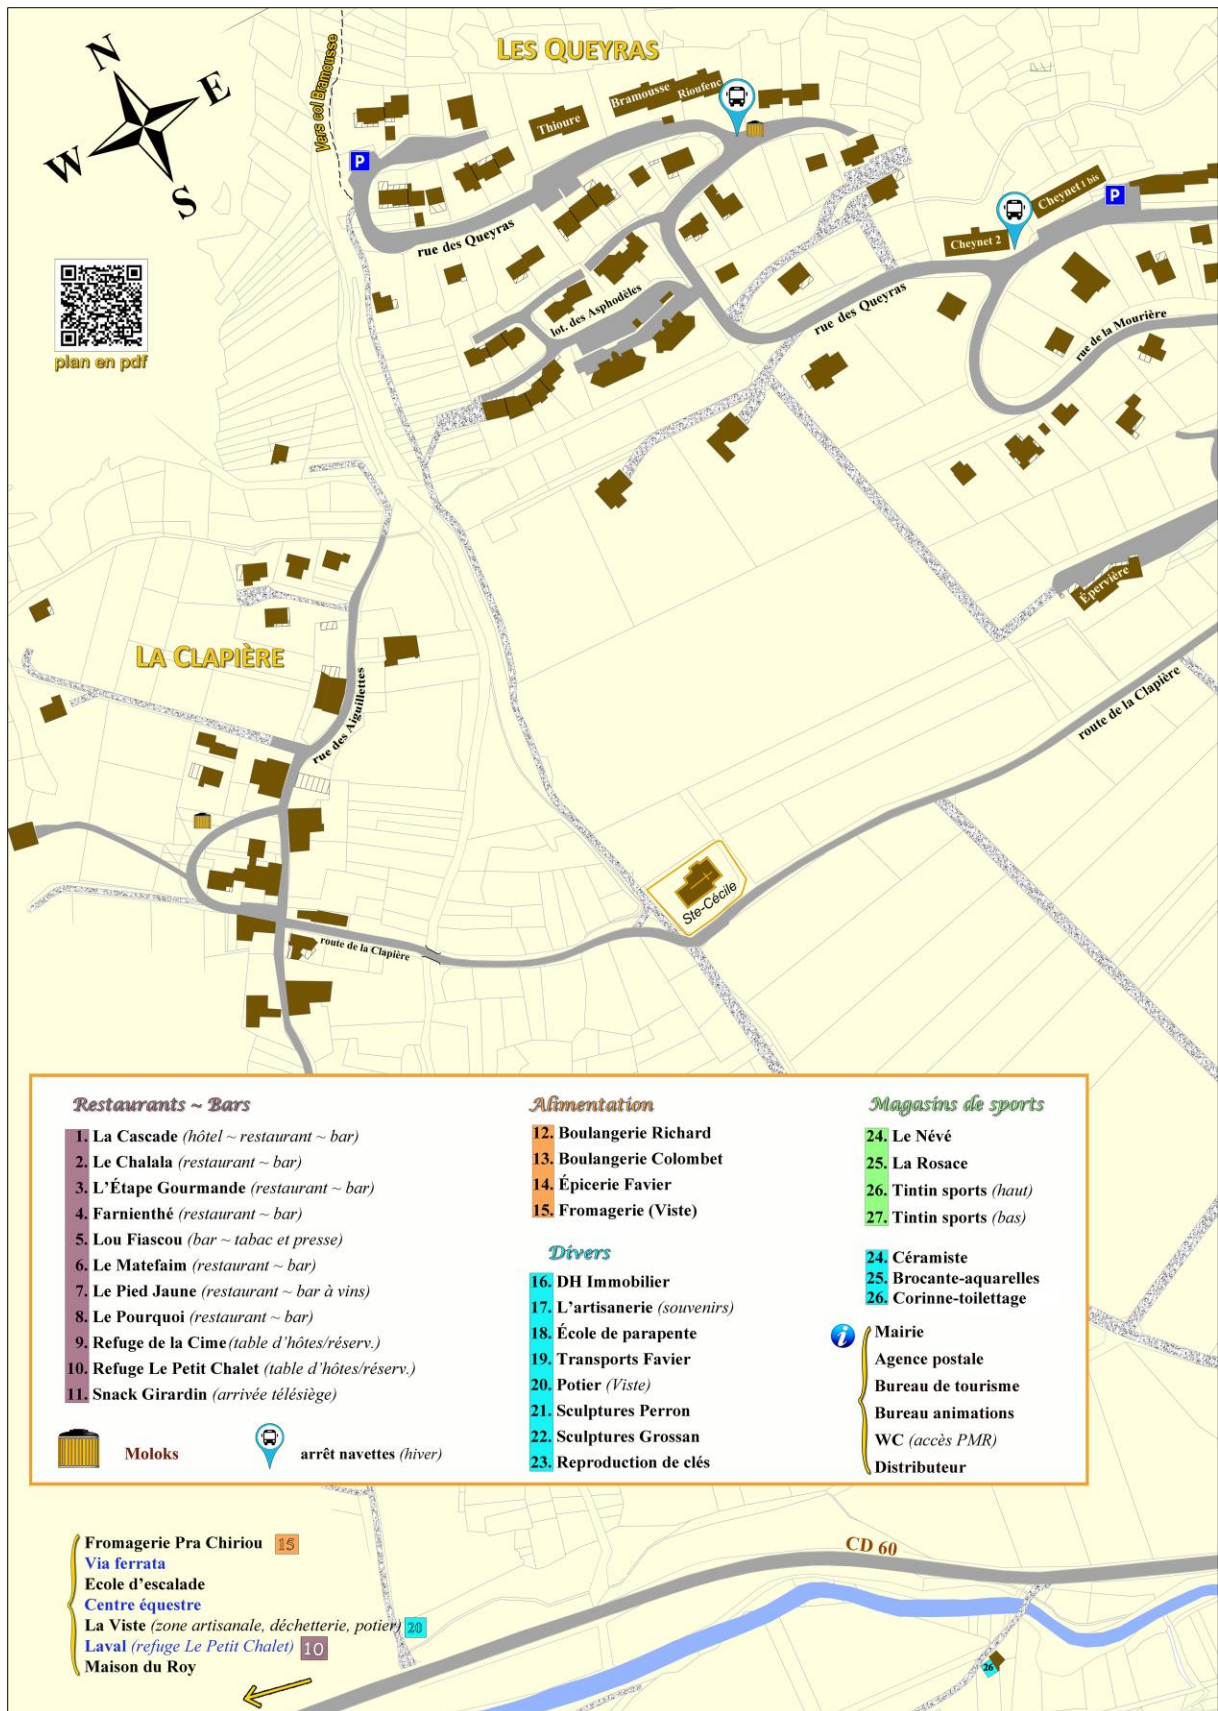 LES QUEYRAS
N
E
W
S
Vers col Bramousse
P
Thioure
Bramousse
Rioufenc
rue des Queyras
Cheynet 1 bis
P
Cheynet 2
plan en pdf
lot. des Asphodèles
rue des Queyras
rue de la Mourière
Épervière
LA CLAPIÈRE
rue des Aiguillettes
route de la Clapière
Ste-Cécile
route de la Clapière
Restaurants ~ Bars
1. La Cascade (hôtel ~ restaurant ~ bar)
2. Le Chalala (restaurant ~ bar)
3. L'Étape Gourmande (restaurant ~ bar)
4. Farnienthé (restaurant ~ bar)
5. Lou Fiascou (bar ~ tabac et presse)
6. Le Matefaim (restaurant ~ bar)
7. Le Pied Jaune (restaurant ~ bar à vins)
8. Le Pourquoi (restaurant ~ bar)
9. Refuge de la Cime (table d'hôtes/réserv.)
10. Refuge Le Petit Chalet (table d'hôtes/réserv.)
11. Snack Girardin (arrivée télésiège)
Moloks
arrêt navettes (hiver)
Alimentation
12. Boulangerie Richard
13. Boulangerie Colombet
14. Épicerie Favier
15. Fromagerie (Viste)
Divers
16. DH Immobilier
17. L'artisanerie (souvenirs)
18. École de parapente
19. Transports Favier
20. Potier (Viste)
21. Sculptures Perron
22. Sculptures Grossan
23. Reproduction de clés
Magasins de sports
24. Le Névé
25. La Rosace
26. Tintin sports (haut)
27. Tintin sports (bas)
24. Céramiste
25. Brocante-aquarelles
26. Corinne-toilettage
i
Mairie
Agence postale
Bureau de tourisme
Bureau animations
WC (accès PMR)
Distributeur
Fromagerie Pra Chiriou 15
Via ferrata
Ecole d'escalade
Centre équestre
La Viste (zone artisanale, déchetterie, potier) 20
Laval (refuge Le Petit Chalet) 10
Maison du Roy
CD 60
26